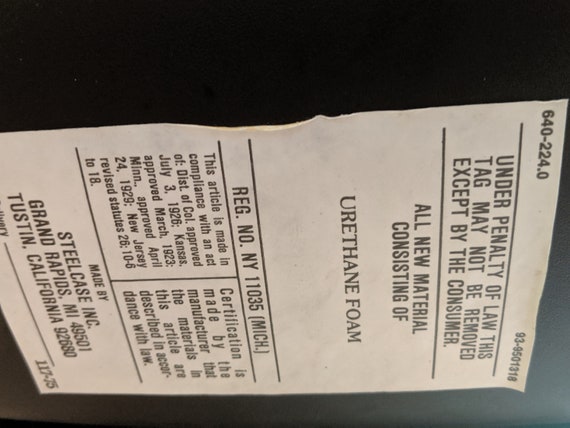 640-224.0
93-9501318
UNDER PENALTY OF LAW THIS
TAG MAY NOT BE REMOVED
EXCEPT BY THE CONSUMER.
ALL NEW MATERIAL
CONSISTING OF
URETHANE FOAM
REG. NO. NY 11035 (MICH.)
This article is made in
compliance with an act
of: Dist. of Col. approved
July 3, 1926: Kansas.
approved March, 1923:
Minn., approved April
24, 1929: New Jersey
revised statutes 26: 10-6
to 18.
Certification is
made by the
manufacturer that
the materials in
this article are
described in accor-
dance with law.
MADE BY
STEELCASE INC.
GRAND RAPIDS, MI 49501
TUSTIN, CALIFORNIA 92680